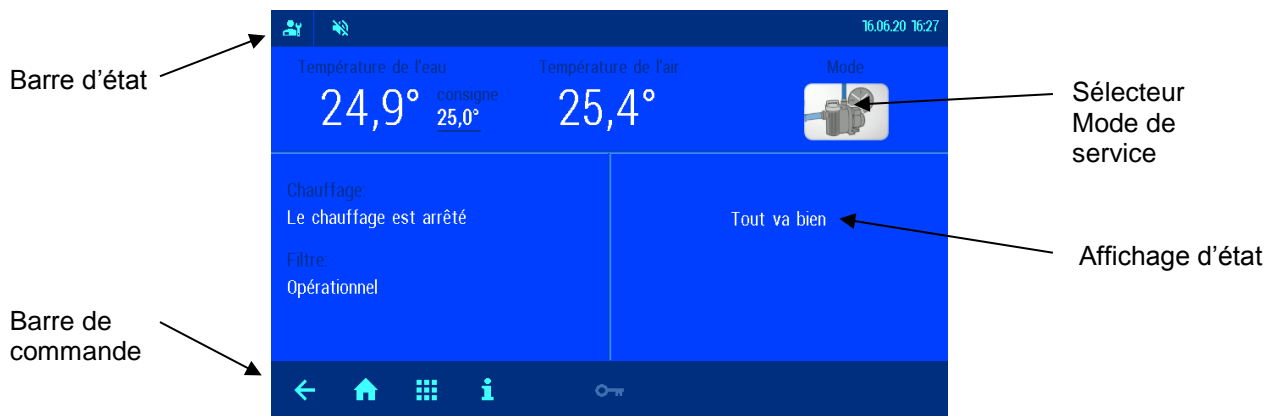 16.06.20 16:27
Barre d'état
Température de l'eau
Température de l'air
Mode
24,9°
consigne
25,0°
25,4°
Sélecteur
Mode de
service
Chauffage:
Le chauffage est arrêté
Tout va bien
Affichage d'état
Filtre:
Opérationnel
Barre de
commande